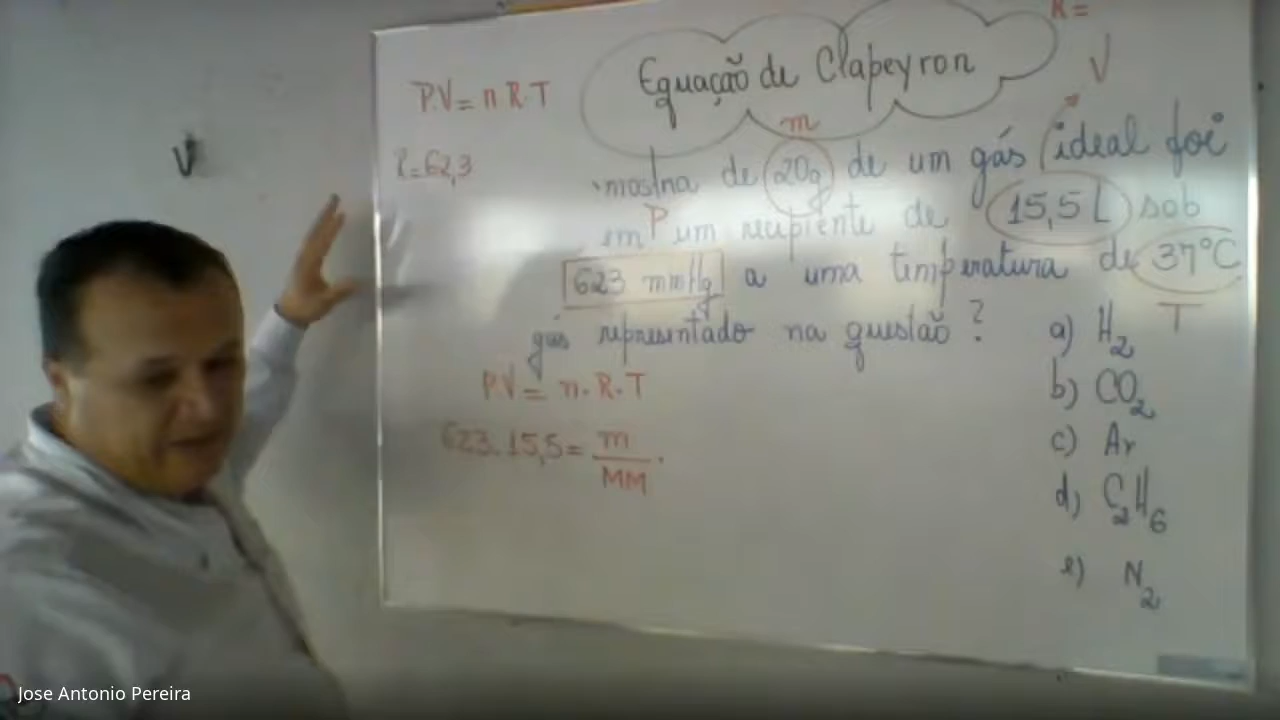 R =
Equação de Clapeyron
P.V = n R.T
V
m
R=62,3
mostra de 20g de um gás ideal foi
P
em um recipiente de 15,5 L sob
623 mmHg a uma temperatura de 37°C
T
gás representado na questão ?
a) H2
P.V = n. R. T
b) CO2
623. 15,5 = m/MM .
c) Ar
d) C2H6
e) N2
Jose Antonio Pereira